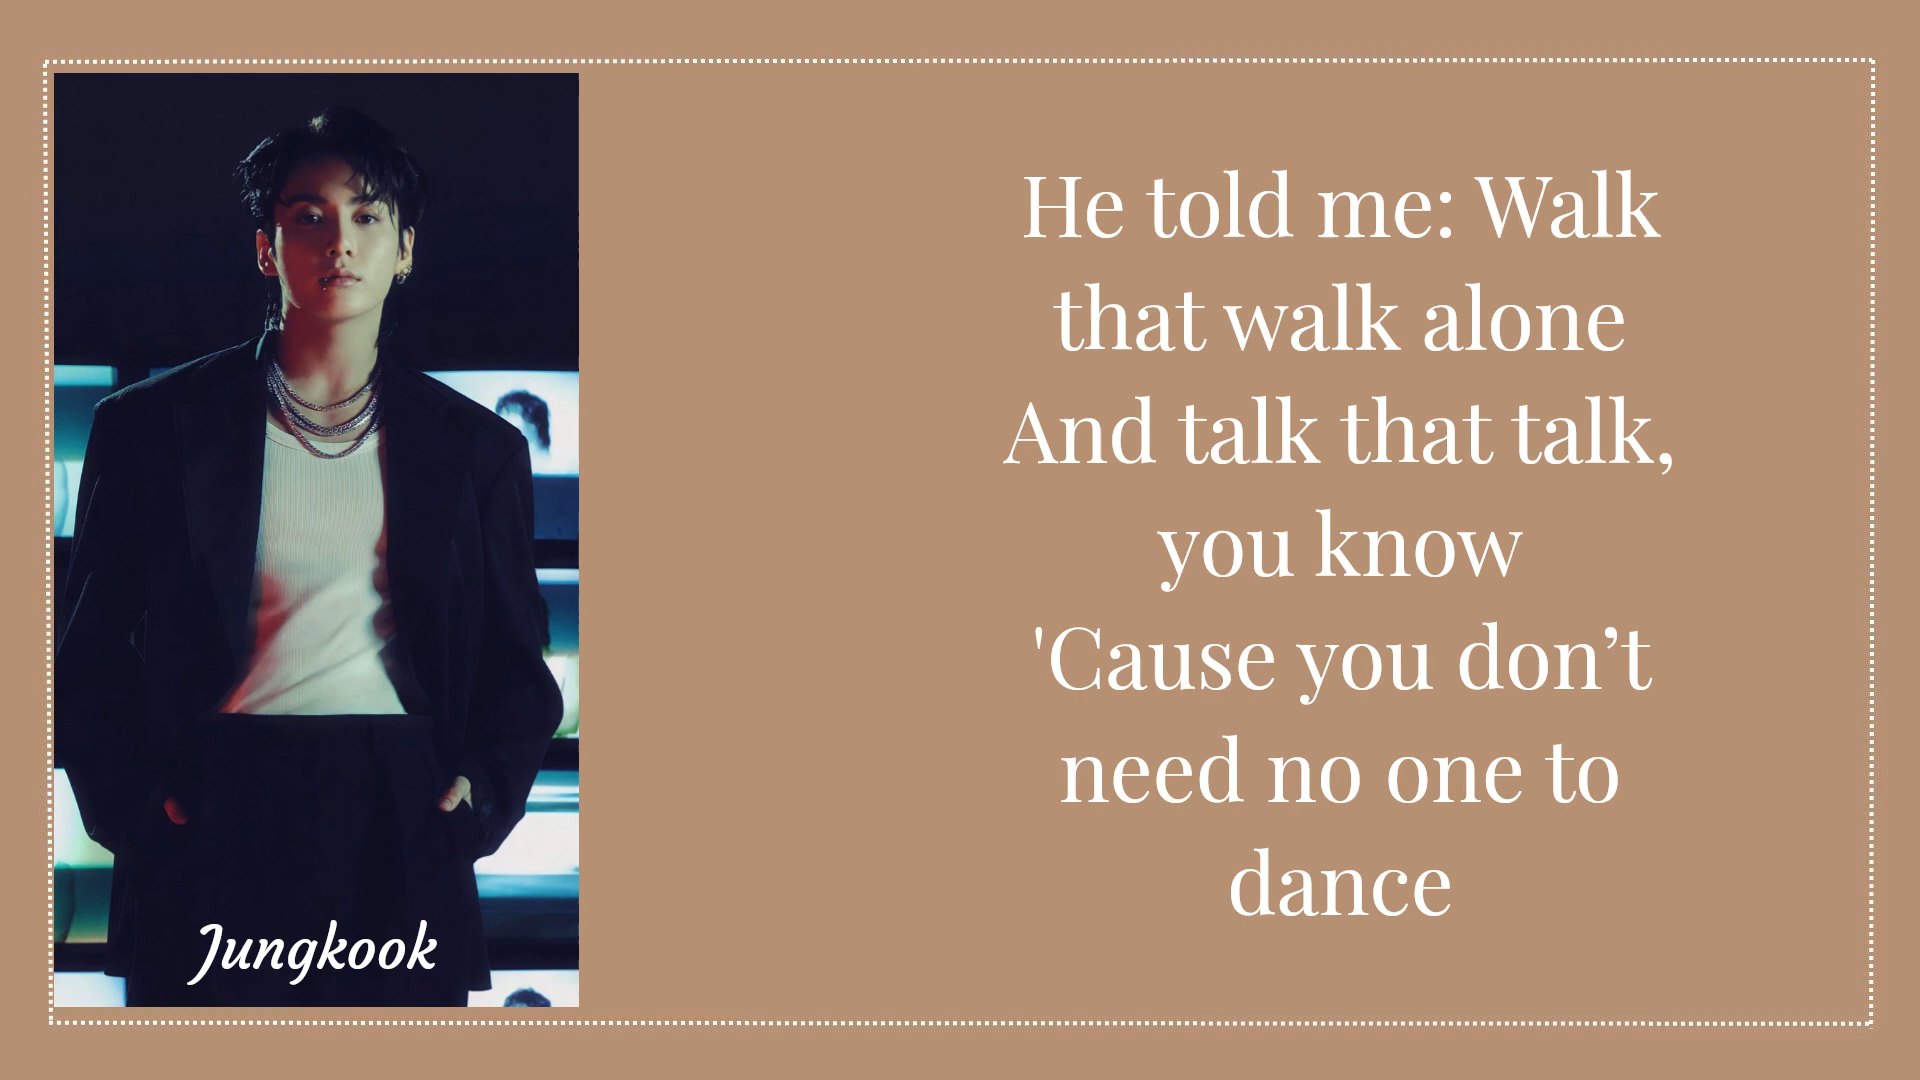 He told me: Walk
that walk alone
And talk that talk,
you know
'Cause you don’t
need no one to
dance
Jungkook